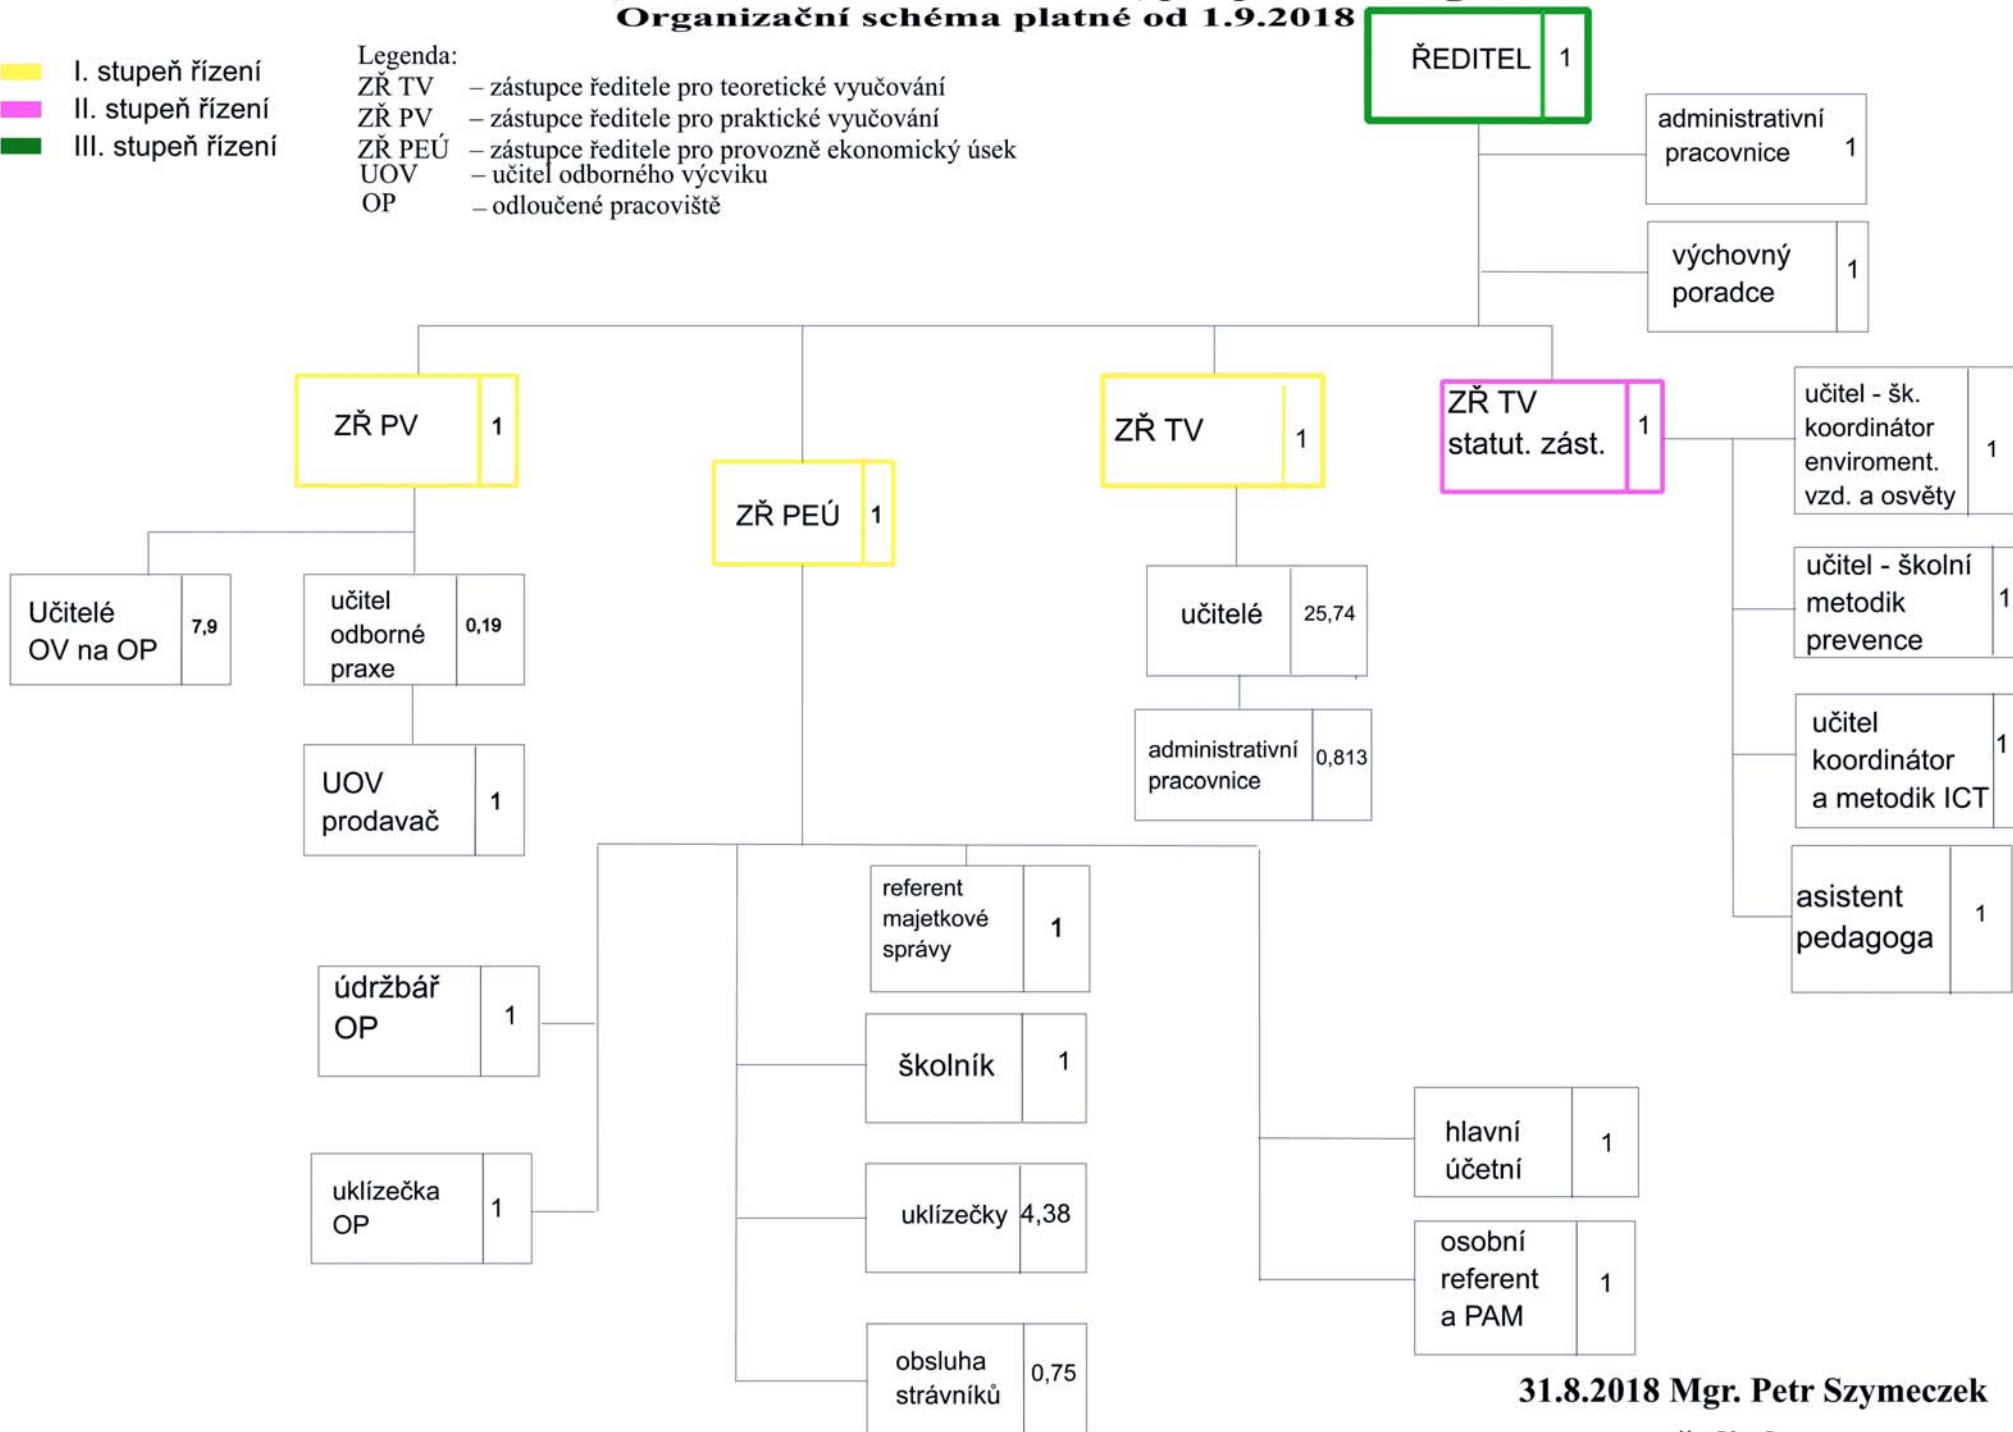 Organizační schéma platné od 1.9.2018
I. stupeň řízení
II. stupeň řízení
III. stupeň řízení
Legenda:
ZŘ TV – zástupce ředitele pro teoretické vyučování
ZŘ PV – zástupce ředitele pro praktické vyučování
ZŘ PEÚ – zástupce ředitele pro provozně ekonomický úsek
UOV – učitel odborného výcviku
OP – odloučené pracoviště
ŘEDITEL 1
administrativní
pracovnice 1
výchovný
poradce 1
ZŘ PV 1
ZŘ PEÚ 1
ZŘ TV 1
ZŘ TV
statut. zást. 1
učitel - šk.
koordinátor
enviroment.
vzd. a osvěty 1
učitel - školní
metodik
prevence 1
učitel
koordinátor
a metodik ICT 1
asistent
pedagoga 1
Učitelé
OV na OP 7,9
učitel
odborné
praxe 0,19
UOV
prodavač 1
učitelé 25,74
administrativní
pracovnice 0,813
referent
majetkové
správy 1
údržbář
OP 1
školník 1
uklízečka
OP 1
uklízečky 4,38
obsluha
strávníků 0,75
hlavní
účetní 1
osobní
referent
a PAM 1
31.8.2018 Mgr. Petr Szymeczek